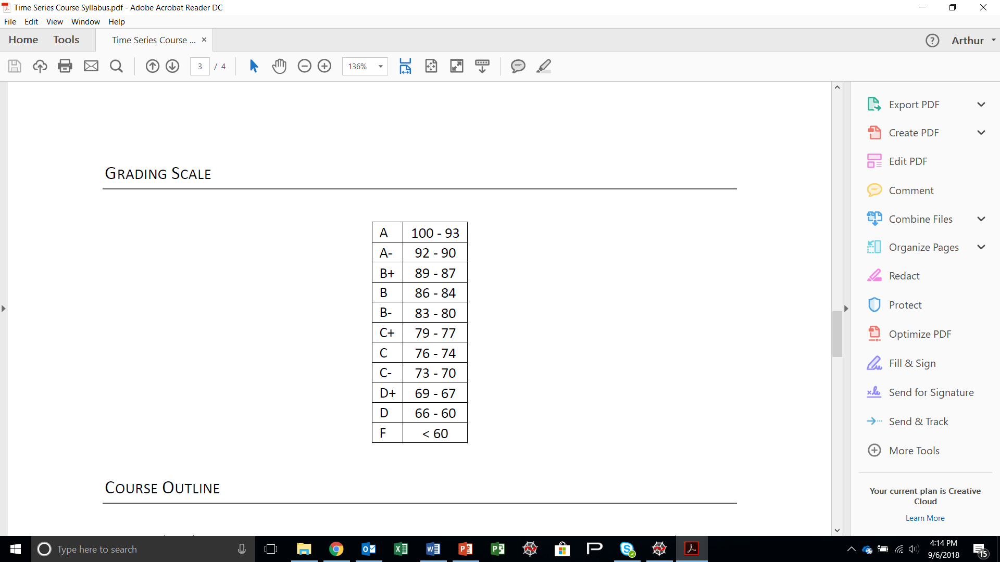 Time Series Course Syllabus.pdf - Adobe Acrobat Reader DC
File Edit View Window Help
Home Tools Time Series Course ... × ? Arthur
3 / 4 136%
GRADING SCALE
A 100 - 93
A- 92 - 90
B+ 89 - 87
B 86 - 84
B- 83 - 80
C+ 79 - 77
C 76 - 74
C- 73 - 70
D+ 69 - 67
D 66 - 60
F < 60
COURSE OUTLINE
Export PDF
Create PDF
Edit PDF
Comment
Combine Files
Organize Pages
Redact
Protect
Optimize PDF
Fill & Sign
Send for Signature
Send & Track
More Tools
Your current plan is Creative
Cloud
Learn More
Type here to search
4:14 PM
9/6/2018
15